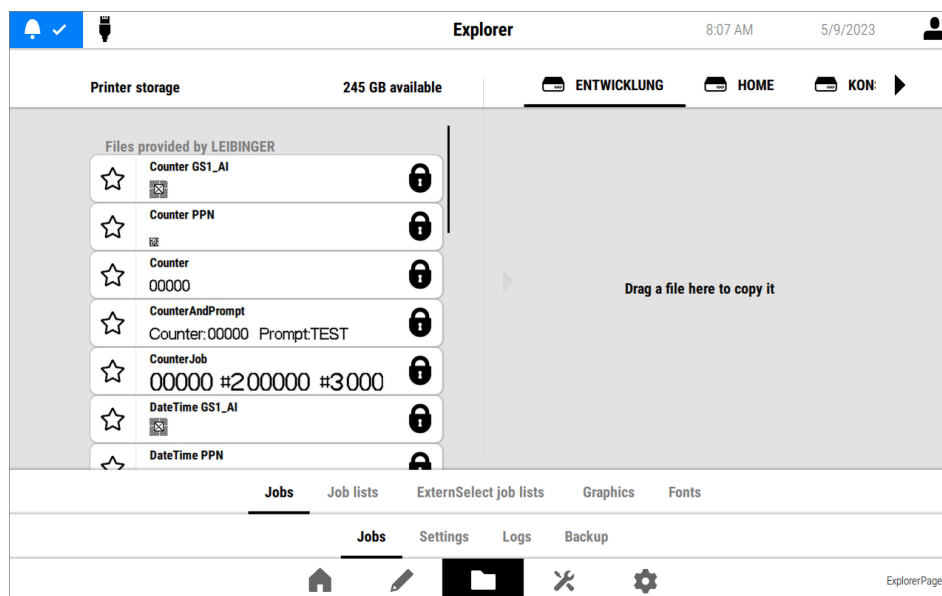 Explorer 8:07 AM 5/9/2023
Printer storage 245 GB available ENTWICKLUNG HOME KON
Files provided by LEIBINGER
Counter GS1_AI
Counter PPN
Counter
00000
CounterAndPrompt
Counter:00000 Prompt:TEST
CounterJob
00000 #200000 #3000
DateTime GS1_AI
DateTime PPN
Drag a file here to copy it
Jobs Job lists ExternSelect job lists Graphics Fonts
Jobs Settings Logs Backup
ExplorerPage